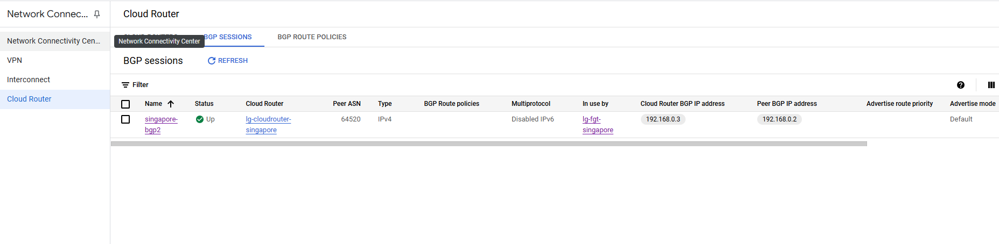 Network Connec...
Cloud Router
Network Connectivity Cen...
VPN
Interconnect
Cloud Router
Network Connectivity Center
BGP SESSIONS
BGP ROUTE POLICIES
BGP sessions
REFRESH
Filter
Name Status Cloud Router Peer ASN Type BGP Route policies Multiprotocol In use by Cloud Router BGP IP address Peer BGP IP address Advertise route priority Advertise mode
singapore- Up lg-cloudrouter- 64520 IPv4 Disabled IPv6 lg-fgt- 192.168.0.3 192.168.0.2 Default
bgp2 singapore singapore